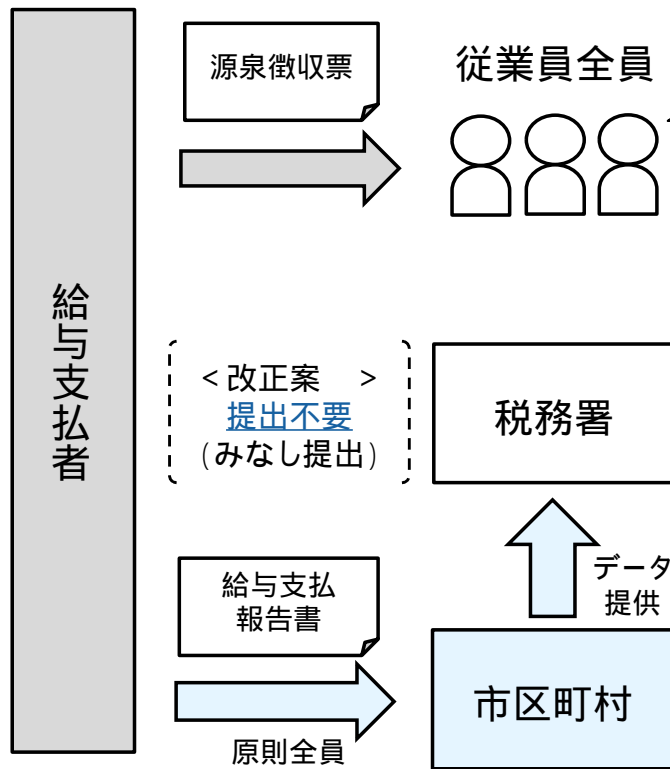 源泉徴収票
従業員全員
給与支払者
<改正案　>
提出不要
(みなし提出)
税務署
データ
提供
給与支払
報告書
市区町村
原則全員